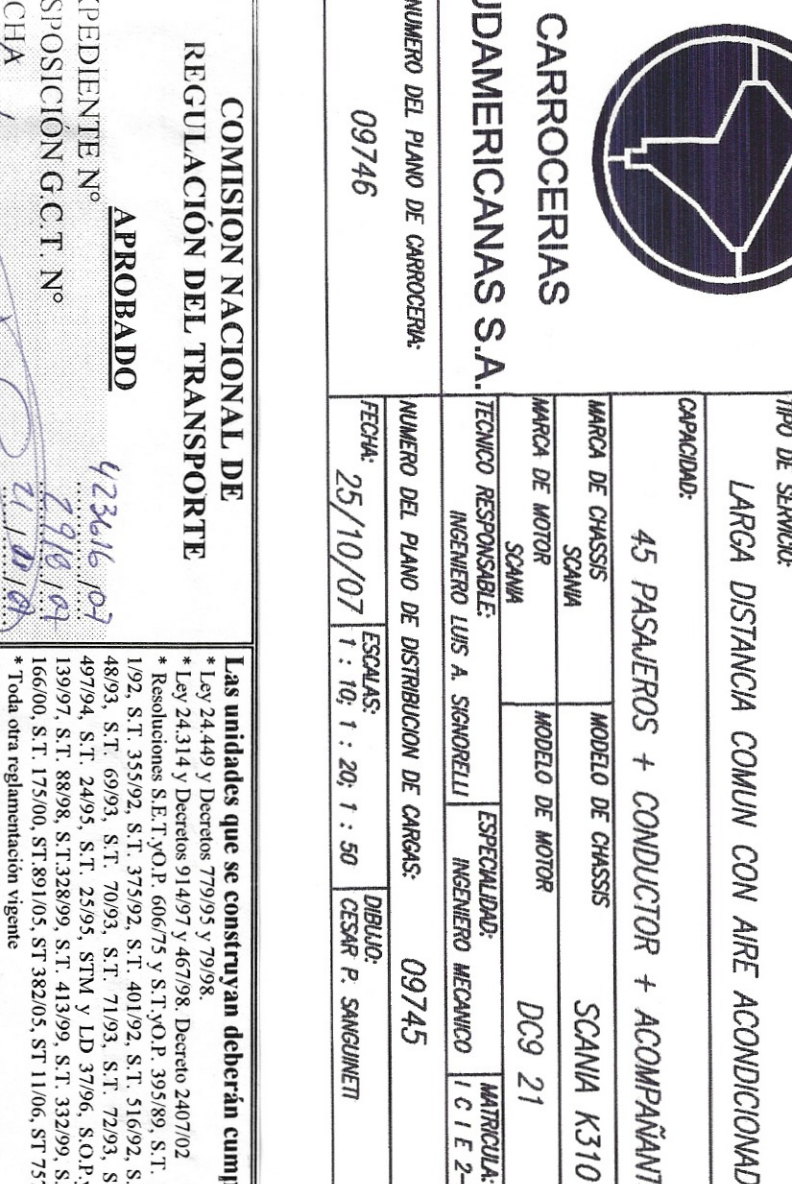 CARROCERIAS
UDAMERICANAS S.A.
NUMERO DEL PLANO DE CARROCERIA:
09746
TIPO DE SERVICIO:
LARGA DISTANCIA COMUN CON AIRE ACONDICIONAD
CAPACIDAD:
45 PASAJEROS + CONDUCTOR + ACOMPAÑANT
MARCA DE CHASSIS
SCANIA
MODELO DE CHASSIS
SCANIA K310
MARCA DE MOTOR
SCANIA
MODELO DE MOTOR
DC9 21
TECNICO RESPONSABLE:
INGENIERO LUIS A. SIGNORELLI
ESPECIALIDAD:
INGENIERO MECANICO
MATRICULA:
I C I E 2-
NUMERO DEL PLANO DE DISTRIBUCION DE CARGAS:
09745
FECHA:
25/10/07
ESCALAS:
1 : 10; 1 : 20; 1 : 50
DIBUJO:
CESAR P. SANGUINETI
COMISION NACIONAL DE
REGULACIÓN DEL TRANSPORTE
APROBADO
XPEDIENTE Nº 423616/07
SPOSICIÓN G.C.T. Nº 2918/07
CHA
Las unidades que se construyan deberán cump
* Ley 24.449 y Decretos 779/95 y 79/98.
* Ley 24.314 y Decretos 914/97 y 467/98. Decreto 2407/02
* Resoluciones S.E.T.yO.P. 606/75 y S.T.yO.P. 395/89, S.T.
1/92, S.T. 355/92, S.T. 375/92, S.T. 401/92, S.T. 516/92, S.
48/93, S.T. 69/93, S.T. 70/93, S.T. 71/93, S.T. 72/93, S
497/94, S.T. 24/95, S.T. 25/95, STM y LD 37/96, S.O.P.y
139/97, S.T. 88/98, S.T.328/99, S.T. 413/99, S.T. 332/99, S.
166/00, S.T. 175/00, ST.891/05, ST 382/05, ST 11/06, ST 75
* Toda otra reglamentación vigente